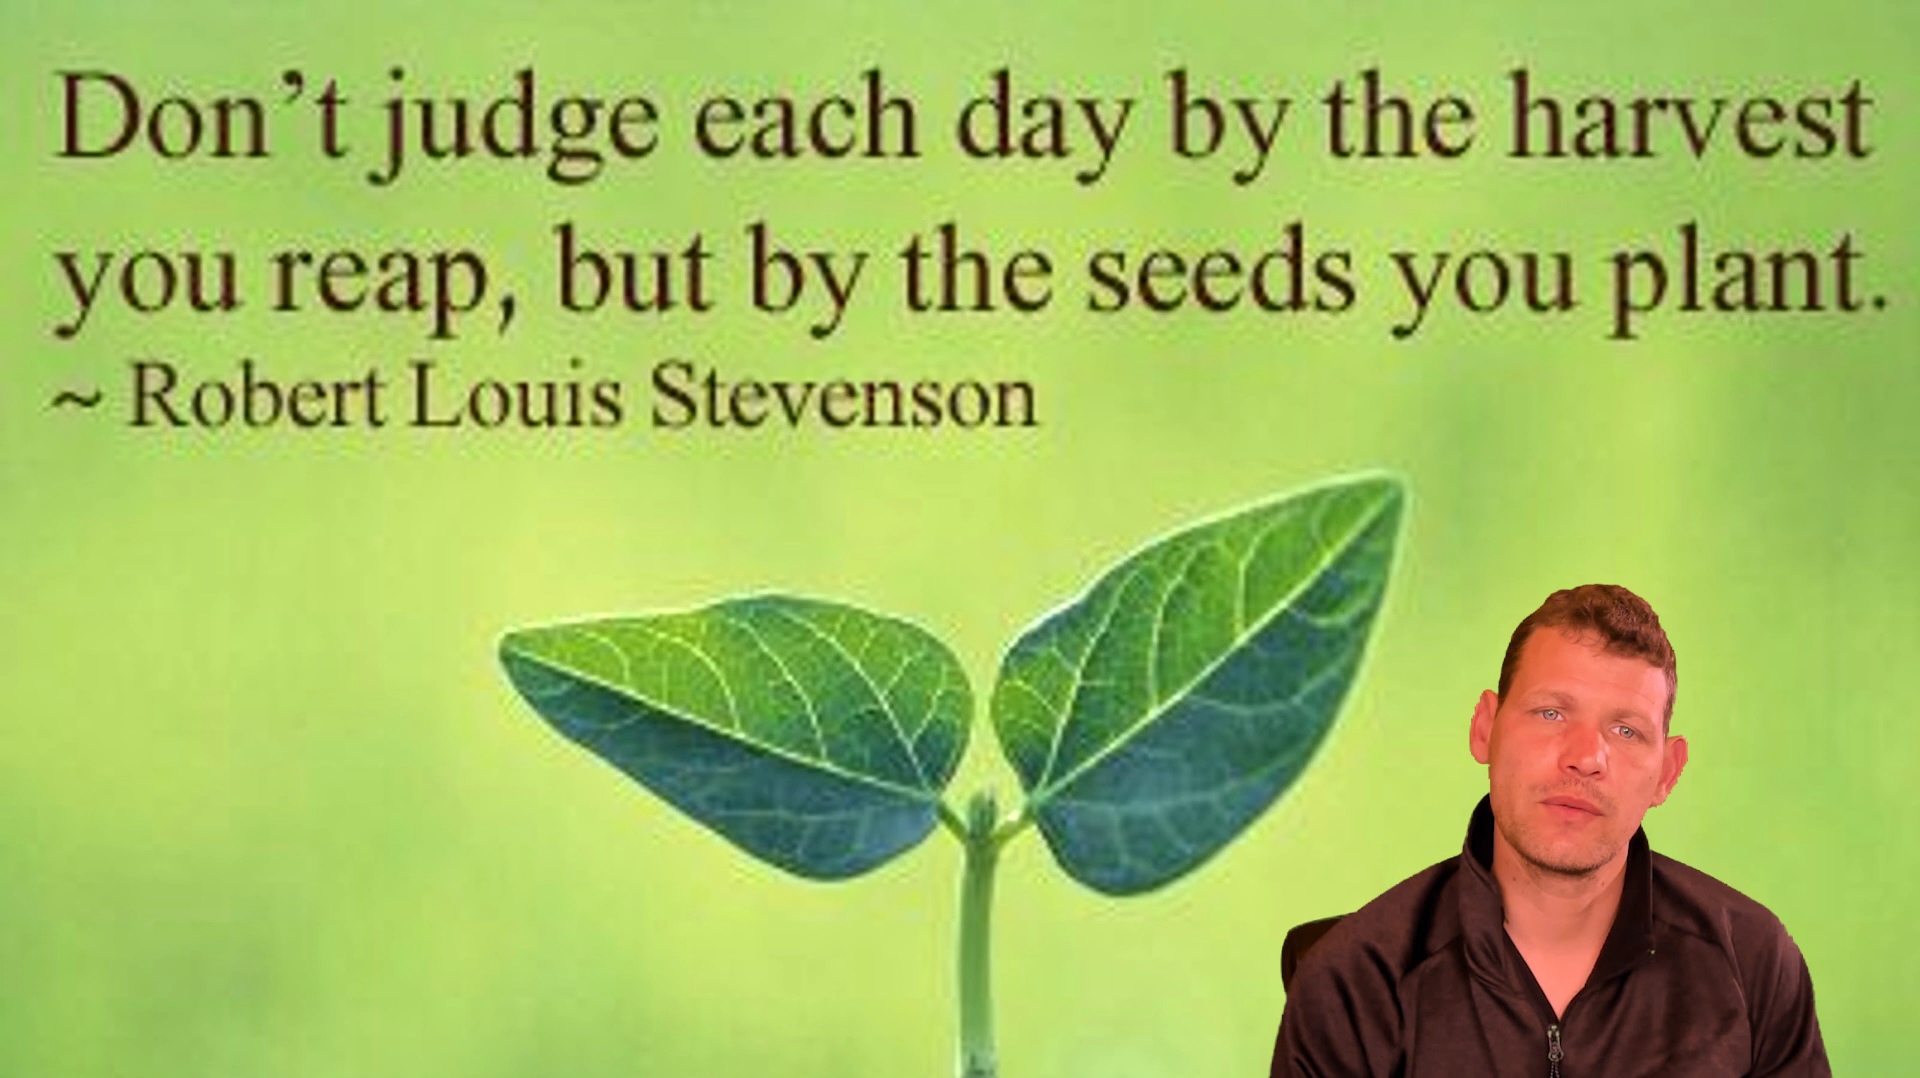 Don’t judge each day by the harvest
you reap, but by the seeds you plant.
~ Robert Louis Stevenson